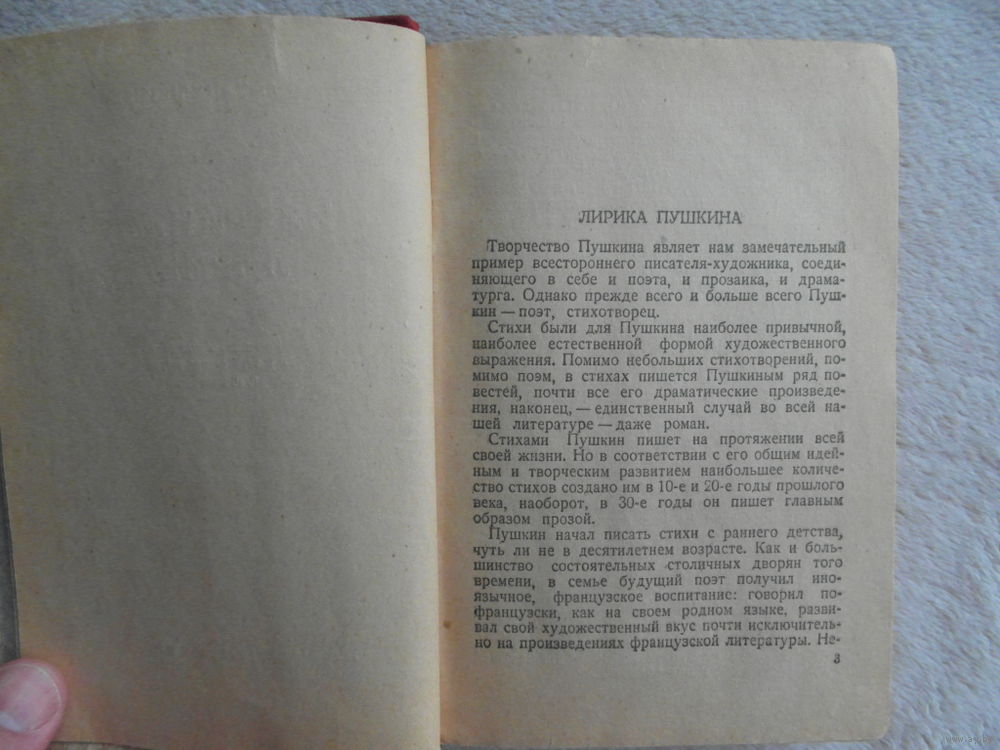 ЛИРИКА ПУШКИНА
Творчество Пушкина являет нам замечательный
пример всестороннего писателя-художника, соеди-
няющего в себе и поэта, и прозаика, и драма-
турга. Однако прежде всего и больше всего Пуш-
кин — поэт, стихотворец.
Стихи были для Пушкина наиболее привычной,
наиболее естественной формой художественного
выражения. Помимо небольших стихотворений, по-
мимо поэм, в стихах пишется Пушкиным ряд по-
вестей, почти все его драматические произведе-
ния, наконец, — единственный случай во всей на-
шей литературе — даже роман.
Стихами Пушкин пишет на протяжении всей
своей жизни. Но в соответствии с его общим идей-
ным и творческим развитием наибольшее количе-
ство стихов создано им в 10-е и 20-е годы прошлого
века, наоборот, в 30-е годы он пишет главным
образом прозой.
Пушкин начал писать стихи с раннего детства,
чуть ли не в десятилетнем возрасте. Как и боль-
шинство состоятельных столичных дворян того
времени, в семье будущий поэт получил ино-
язычное, французское воспитание: говорил по-
французски, как на своем родном языке, разви-
вал свой художественный вкус почти исключитель-
но на произведениях французской литературы. Не-
3